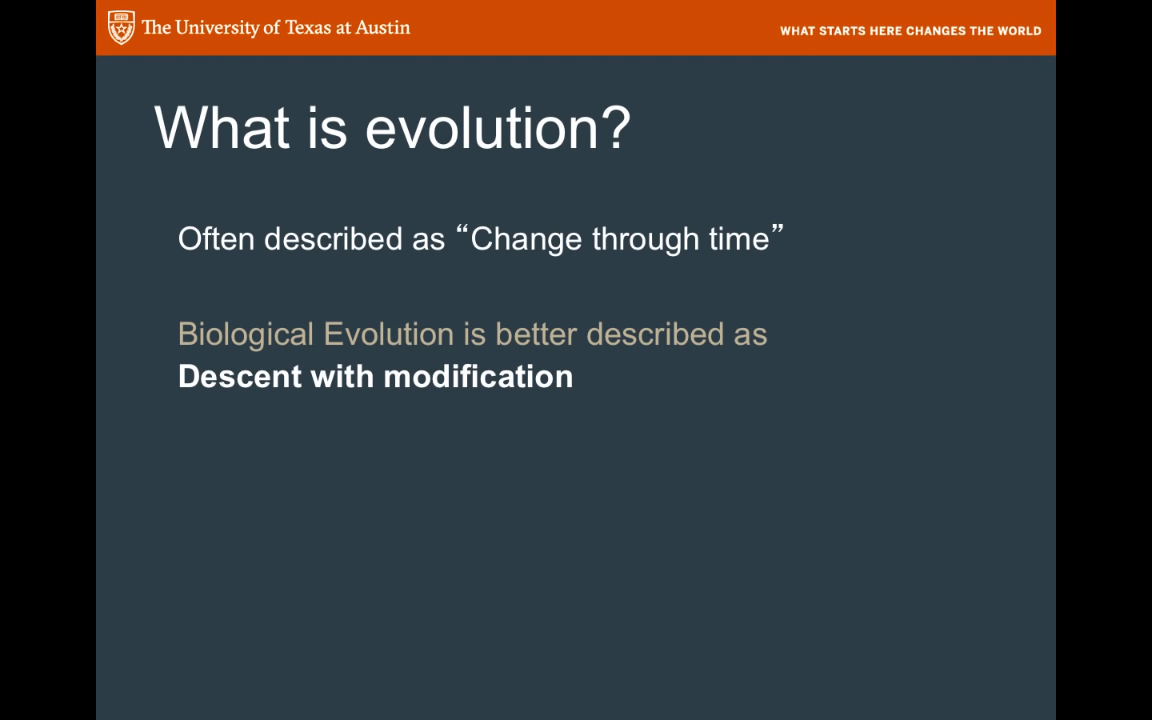 The University of Texas at Austin
WHAT STARTS HERE CHANGES THE WORLD
What is evolution?
Often described as “Change through time”
Biological Evolution is better described as
Descent with modification